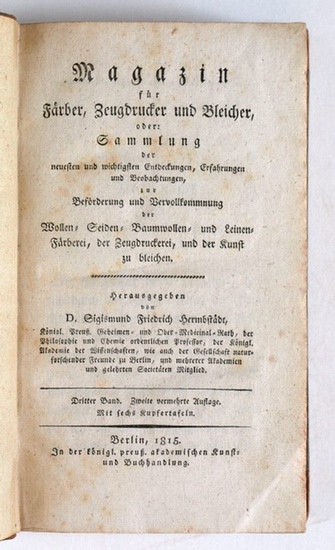 Magazin
für
Färber, Zeugdrucker und Bleicher,
oder:
Sammlung
der
neuesten und wichtigsten Entdeckungen, Erfahrungen
und Beobachtungen,
zur
Beförderung und Vervollkommnung
der
Wollen- Seiden- Baumwollen- und Leinen-
Färberei, der Zeugdruckerei, und der Kunst
zu bleichen.
Herausgegeben
von
D. Sigismund Friedrich Hermbstädt,
Königl. Preuß. Geheimen- und Ober-Medicinal-Rath, der
Philosophie und Chemie ordentlichen Professor, der Königl.
Akademie der Wissenschaften, wie auch der Gesellschaft natur-
forschender Freunde zu Berlin, und mehrerer Akademien
und gelehrten Societäten Mitglied.
Dritter Band. Zweite vermehrte Auflage.
Mit sechs Kupfertafeln.
Berlin, 1815.
In der königl. preuß. akademischen Kunst-
und Buchhandlung.